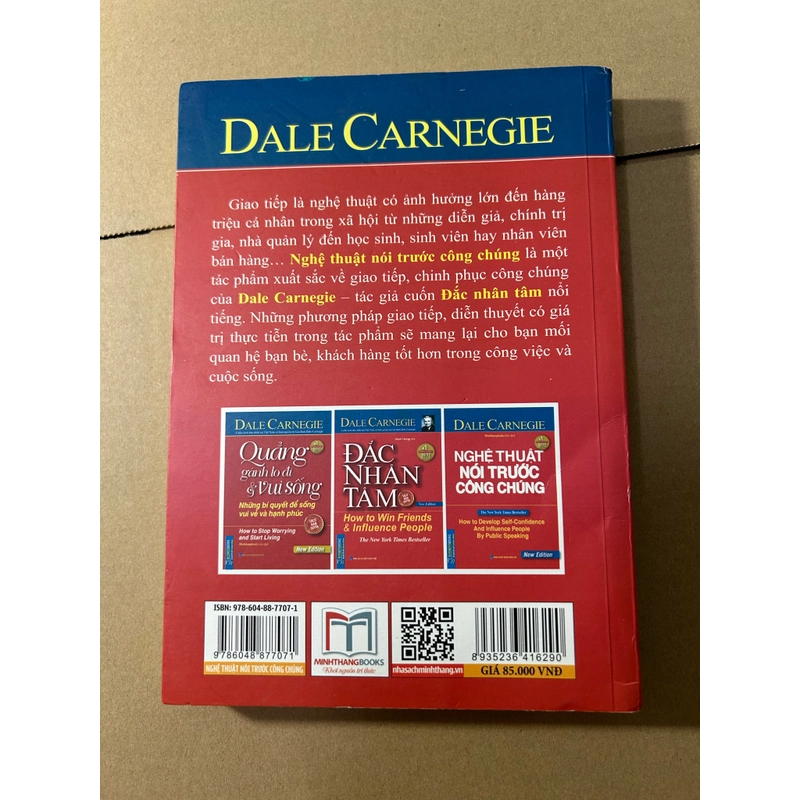 DALE CARNEGIE
Giao tiếp là nghệ thuật có ảnh hưởng lớn đến hàng
triệu cá nhân trong xã hội từ những diễn giả, chính trị
gia, nhà quản lý đến học sinh, sinh viên hay nhân viên
bán hàng… Nghệ thuật nói trước công chúng là một
tác phẩm xuất sắc về giao tiếp, chinh phục công chúng
của Dale Carnegie – tác giả cuốn Đắc nhân tâm nổi
tiếng. Những phương pháp giao tiếp, diễn thuyết có giá
trị thực tiễn trong tác phẩm sẽ mang lại cho bạn mối
quan hệ bạn bè, khách hàng tốt hơn trong công việc và
cuộc sống.
DALE CARNEGIE
Quẳng
gánh lo đi
& Vui sống
Những bí quyết để sống
vui vẻ và hạnh phúc
How to Stop Worrying
and Start Living
New Edition
DALE CARNEGIE
ĐẮC
NHÂN
TÂM
New Edition
How to Win Friends
& Influence People
The New York Times Bestseller
DALE CARNEGIE
NGHỆ THUẬT
NÓI TRƯỚC
CÔNG CHÚNG
The New York Times Bestseller
How to Develop Self-Confidence
And Influence People
By Public Speaking
New Edition
ISBN: 978-604-88-7707-1
9786048877071
NGHỆ THUẬT NÓI TRƯỚC CÔNG CHÚNG
MINHTHANGBOOKS
Khơi nguồn tri thức
nhasachminhthang.vn
8935236416290
GIÁ 85.000 VNĐ